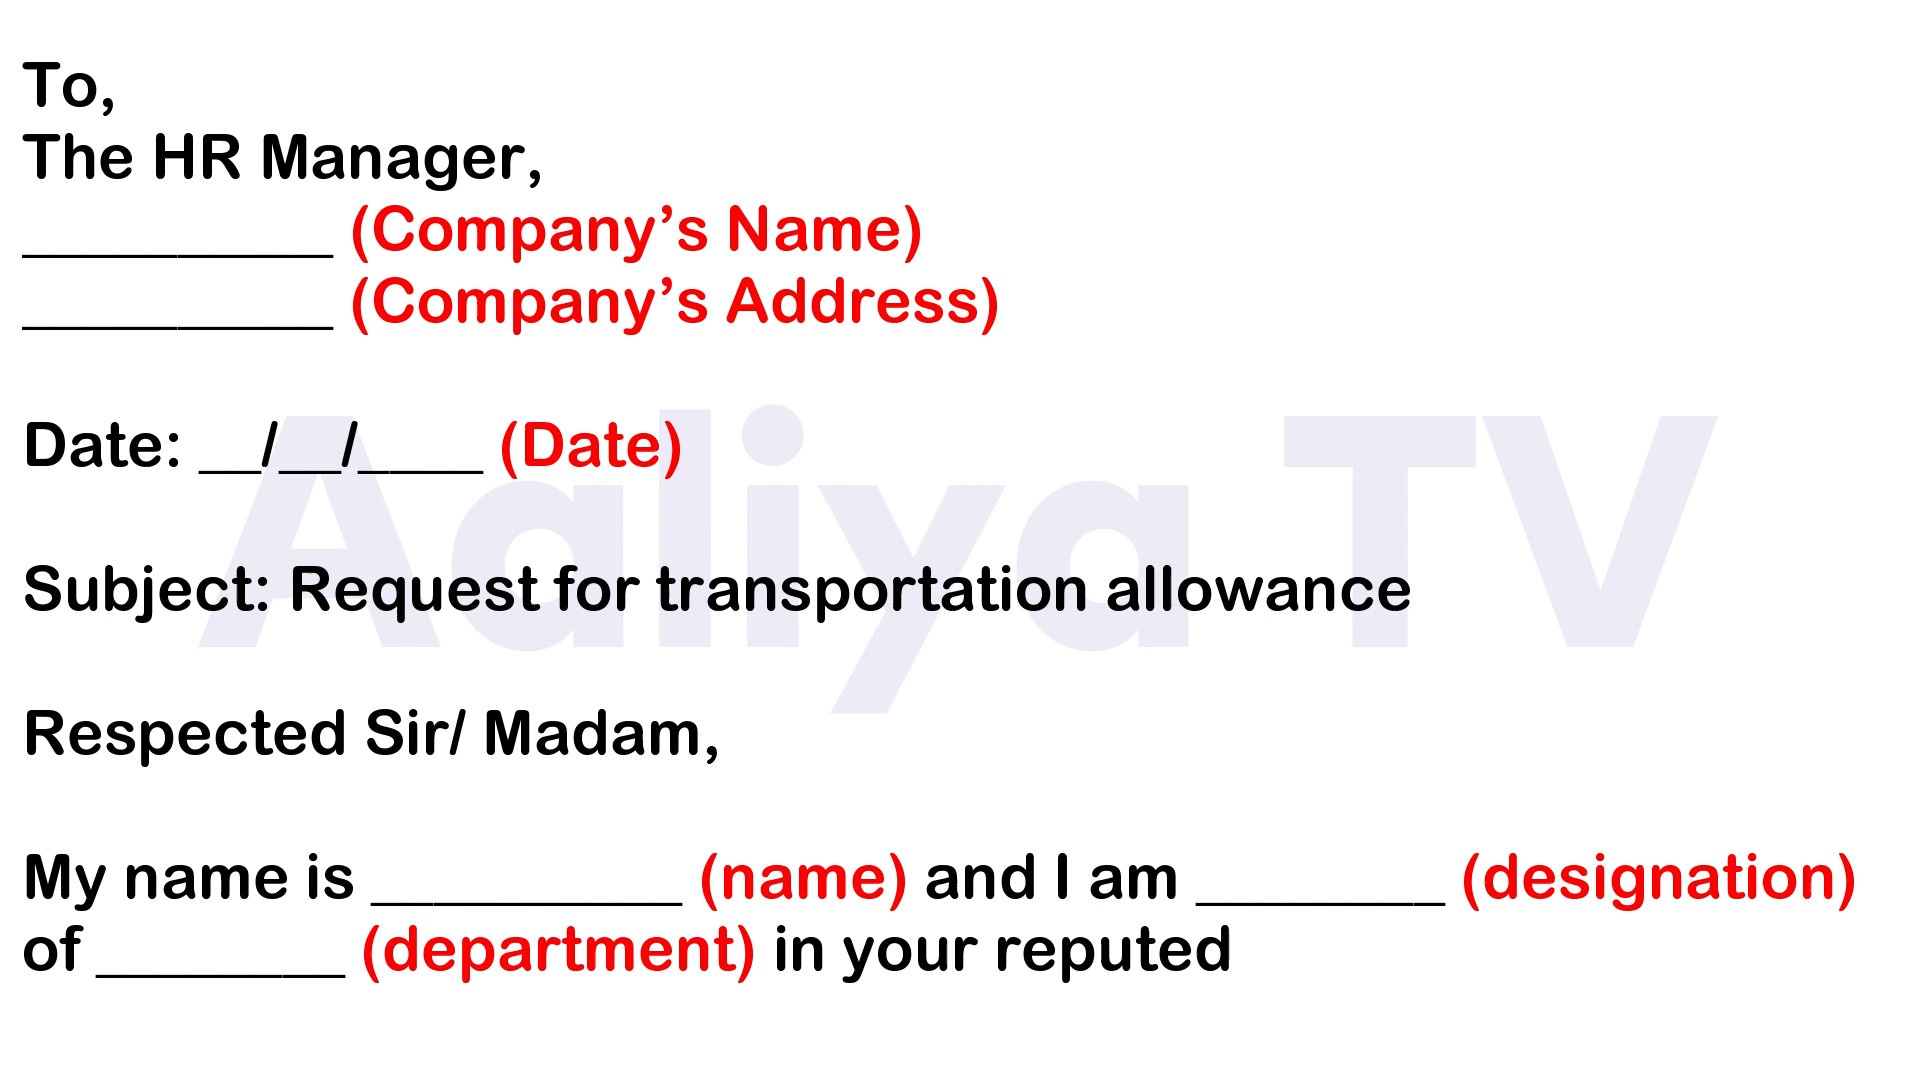 To,
The HR Manager,
__________ (Company’s Name)
__________ (Company’s Address)
Date: __/__/____ (Date)
Aaliya TV
Subject: Request for transportation allowance
Respected Sir/ Madam,
My name is __________ (name) and I am ________ (designation)
of ________ (department) in your reputed